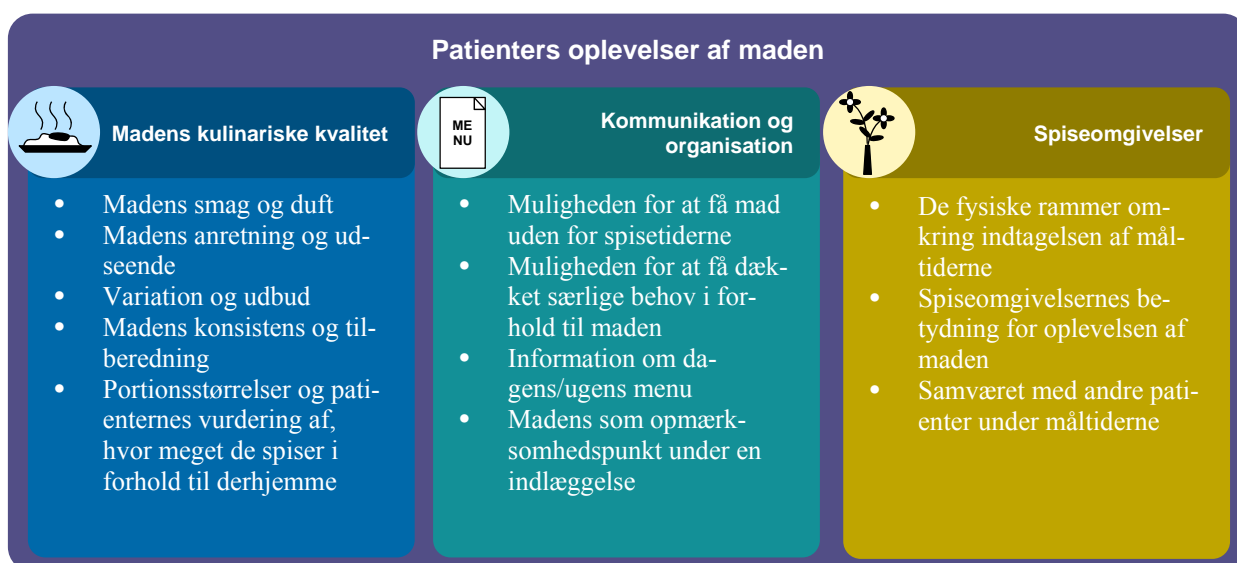 Patienters oplevelser af maden
Madens kulinariske kvalitet
• Madens smag og duft
• Madens anretning og ud-
seende
• Variation og udbud
• Madens konsistens og til-
beredning
• Portionsstørrelser og pati-
enternes vurdering af,
hvor meget de spiser i
forhold til derhjemme
ME
NU
Kommunikation og
organisation
• Muligheden for at få mad
uden for spisetiderne
• Muligheden for at få dæk-
ket særlige behov i for-
hold til maden
• Information om da-
gens/ugens menu
• Madens som opmærk-
somhedspunkt under en
indlæggelse
Spiseomgivelser
• De fysiske rammer om-
kring indtagelsen af mål-
tiderne
• Spiseomgivelsernes be-
tydning for oplevelsen af
maden
• Samværet med andre pati-
enter under måltiderne